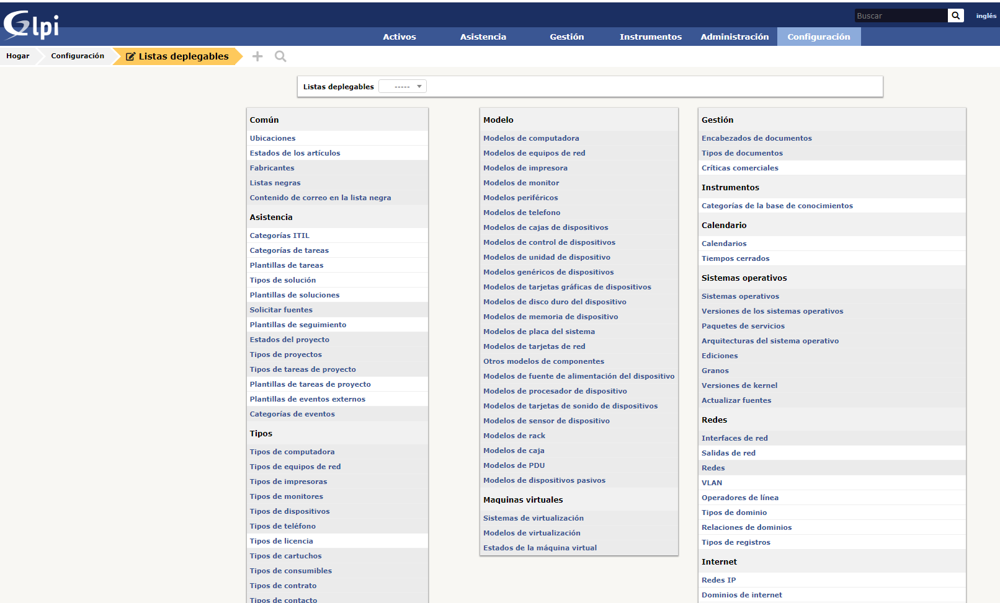 Glpi
Buscar
inglés
Activos
Asistencia
Gestión
Instrumentos
Administración
Configuración
Hogar
Configuración
Listas deplegables
Listas deplegables
-----
Común
Ubicaciones
Estados de los artículos
Fabricantes
Listas negras
Contenido de correo en la lista negra
Asistencia
Categorías ITIL
Categorías de tareas
Plantillas de tareas
Tipos de solución
Plantillas de soluciones
Solicitar fuentes
Plantillas de seguimiento
Estados del proyecto
Tipos de proyectos
Tipos de tareas de proyecto
Plantillas de tareas de proyecto
Plantillas de eventos externos
Categorías de eventos
Tipos
Tipos de computadora
Tipos de equipos de red
Tipos de impresoras
Tipos de monitores
Tipos de dispositivos
Tipos de teléfono
Tipos de licencia
Tipos de cartuchos
Tipos de consumibles
Tipos de contrato
Tipos de contacto
Modelo
Modelos de computadora
Modelos de equipos de red
Modelos de impresora
Modelos de monitor
Modelos periféricos
Modelos de telefono
Modelos de cajas de dispositivos
Modelos de control de dispositivos
Modelos de unidad de dispositivo
Modelos genéricos de dispositivos
Modelos de tarjetas gráficas de dispositivos
Modelos de disco duro del dispositivo
Modelos de memoria de dispositivo
Modelos de placa del sistema
Modelos de tarjetas de red
Otros modelos de componentes
Modelos de fuente de alimentación del dispositivo
Modelos de procesador de dispositivo
Modelos de tarjetas de sonido de dispositivos
Modelos de sensor de dispositivo
Modelos de rack
Modelos de caja
Modelos de PDU
Modelos de dispositivos pasivos
Maquinas virtuales
Sistemas de virtualización
Modelos de virtualización
Estados de la máquina virtual
Gestión
Encabezados de documentos
Tipos de documentos
Críticas comerciales
Instrumentos
Categorías de la base de conocimientos
Calendario
Calendarios
Tiempos cerrados
Sistemas operativos
Sistemas operativos
Versiones de los sistemas operativos
Paquetes de servicios
Arquitecturas del sistema operativo
Ediciones
Granos
Versiones de kernel
Actualizar fuentes
Redes
Interfaces de red
Salidas de red
Redes
VLAN
Operadores de línea
Tipos de dominio
Relaciones de dominios
Tipos de registros
Internet
Redes IP
Dominios de internet